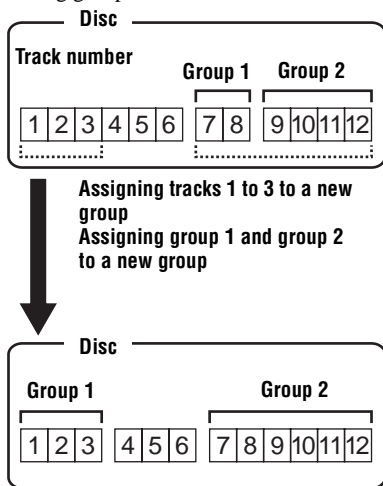 Disc
Track number
Group 1 Group 2
1 2 3 4 5 6 7 8 9 10 11 12
Assigning tracks 1 to 3 to a new
group
Assigning group 1 and group 2
to a new group
Disc
Group 1 Group 2
1 2 3 4 5 6 7 8 9 10 11 12